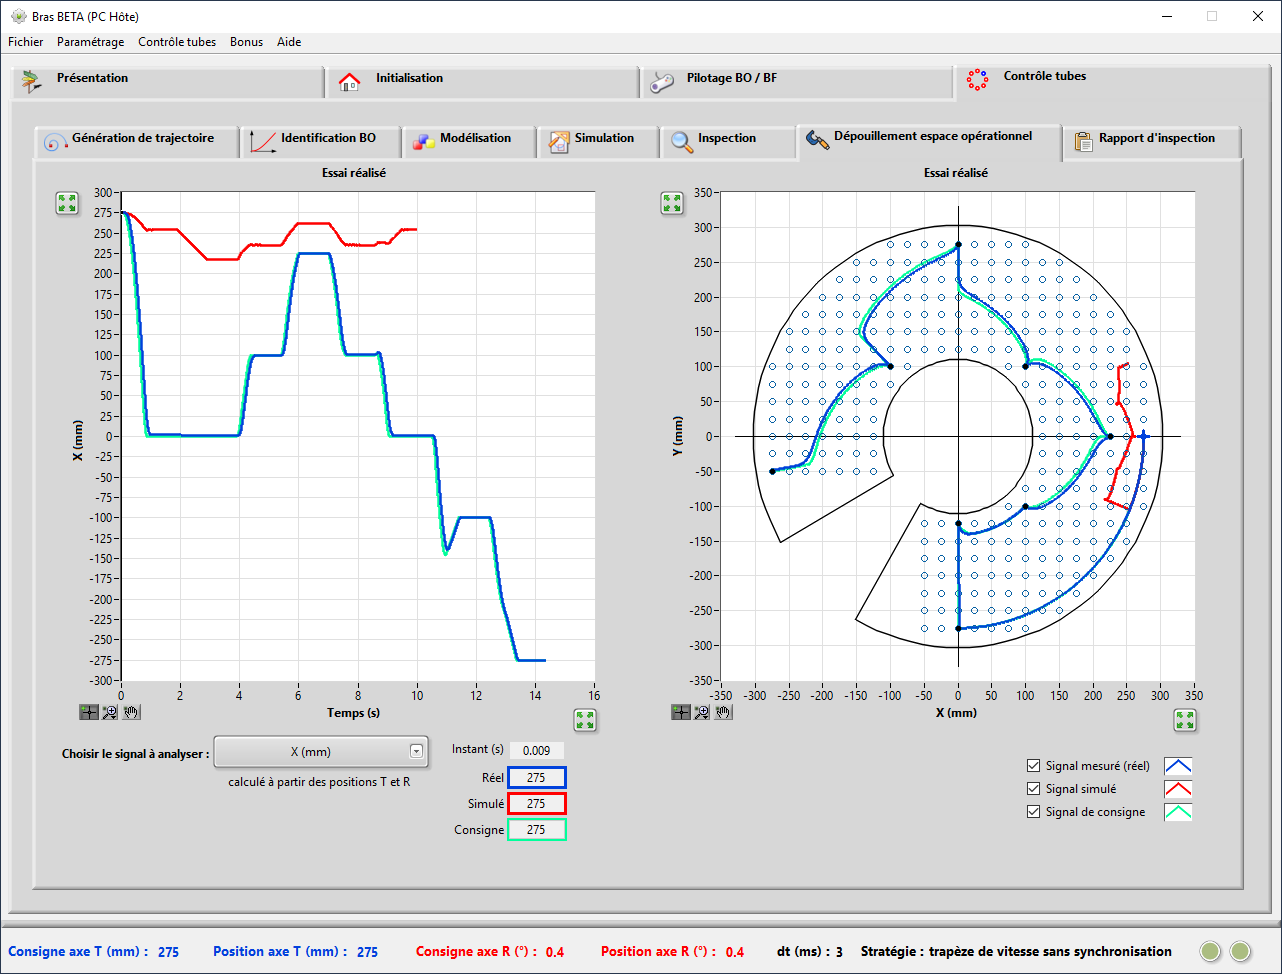 Bras BETA (PC Hôte)
Fichier Paramétrage Contrôle tubes Bonus Aide
Présentation Initialisation Pilotage BO / BF Contrôle tubes
Génération de trajectoire Identification BO Modélisation Simulation Inspection Dépouillement espace opérationnel Rapport d'inspection
Essai réalisé
300
275
250
225
200
175
150
125
100
75
50
25
0
-25
-50
-75
-100
-125
-150
-175
-200
-225
-250
-275
-300
X (mm)
0 2 4 6 8 10 12 14 16
Temps (s)
Essai réalisé
350
300
250
200
150
100
50
0
-50
-100
-150
-200
-250
-300
-350
Y (mm)
-350 -300 -250 -200 -150 -100 -50 0 50 100 150 200 250 300 350
X (mm)
Choisir le signal à analyser : X (mm)
calculé à partir des positions T et R
Instant (s) 0.009
Réel 275
Simulé 275
Consigne 275
Signal mesuré (réel)
Signal simulé
Signal de consigne
Consigne axe T (mm) : 275 Position axe T (mm) : 275 Consigne axe R (°) : 0.4 Position axe R (°) : 0.4 dt (ms) : 3 Stratégie : trapèze de vitesse sans synchronisation